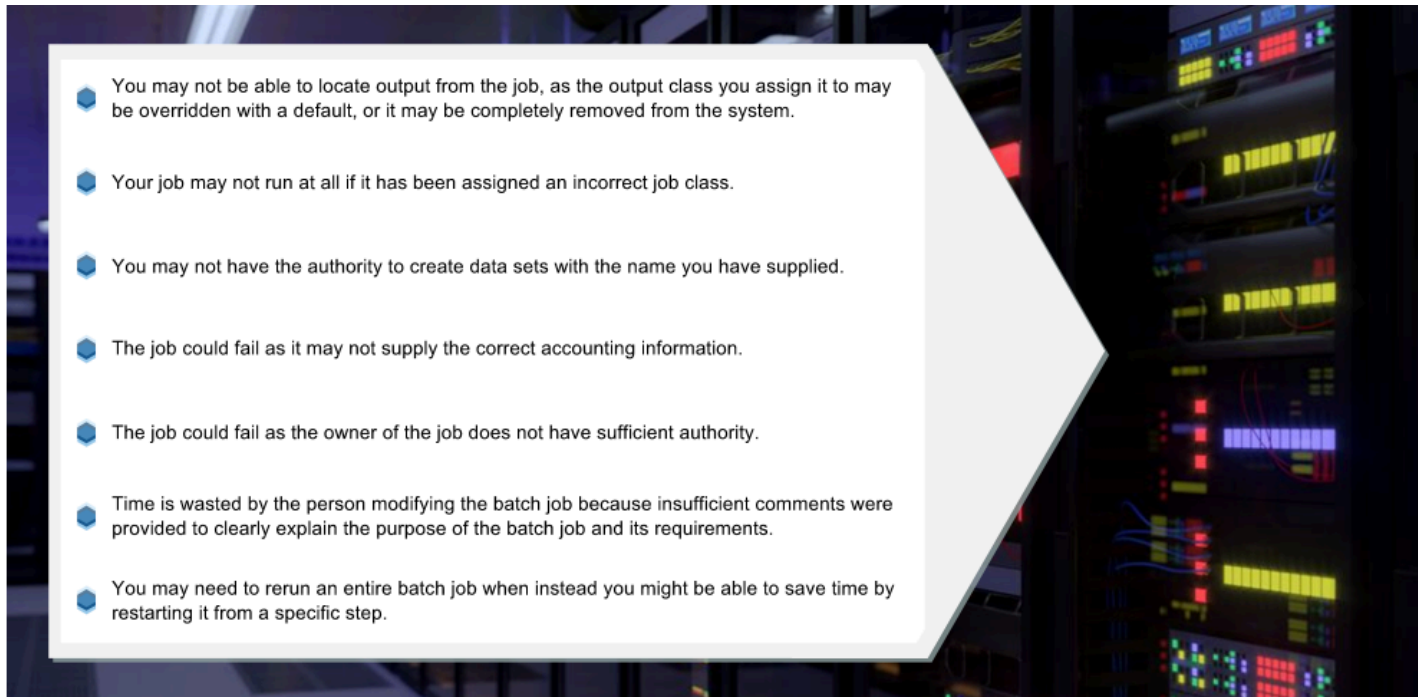 You may not be able to locate output from the job, as the output class you assign it to may
be overridden with a default, or it may be completely removed from the system.
Your job may not run at all if it has been assigned an incorrect job class.
You may not have the authority to create data sets with the name you have supplied.
The job could fail as it may not supply the correct accounting information.
The job could fail as the owner of the job does not have sufficient authority.
Time is wasted by the person modifying the batch job because insufficient comments were
provided to clearly explain the purpose of the batch job and its requirements.
You may need to rerun an entire batch job when instead you might be able to save time by
restarting it from a specific step.